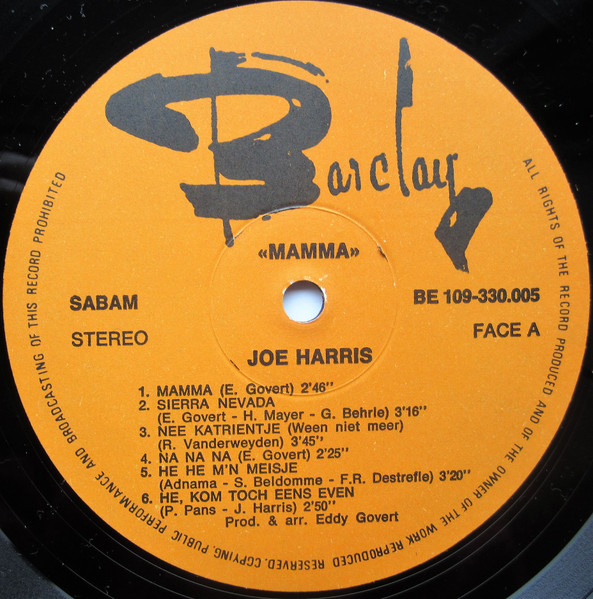 Barclay
«MAMMA»
SABAM
BE 109-330.005
STEREO
FACE A
JOE HARRIS
1. MAMMA (E. Govert) 2'46''
2. SIERRA NEVADA
(E. Govert - H. Mayer - G. Behrle) 3'16''
3. NEE KATRIENTJE (Ween niet meer)
(R. Vanderweyden) 3'45''
4. NA NA NA (E. Govert) 2'25''
5. HE HE M'N MEISJE
(Adnama - S. Beldomme - F.R. Destrefle) 3'20''
6. HE, KOM TOCH EENS EVEN
(P. Pans - J. Harris) 2'50''
Prod. & arr. Eddy Govert
ALL RIGHTS OF THE RECORD PRODUCED AND OF THE OWNER OF THE WORK REPRODUCED RESERVED. COPYING, PUBLIC PERFORMANCE AND BROADCASTING OF THIS RECORD PROHIBITED